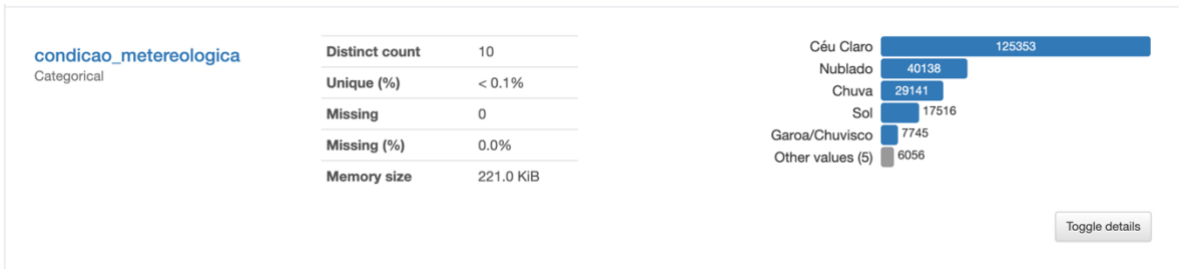 condicao_metereologica
Categorical
Distinct count 10
Unique (%) < 0.1%
Missing 0
Missing (%) 0.0%
Memory size 221.0 KiB
Céu Claro 125353
Nublado 40138
Chuva 29141
Sol 17516
Garoa/Chuvisco 7745
Other values (5) 6056
Toggle details